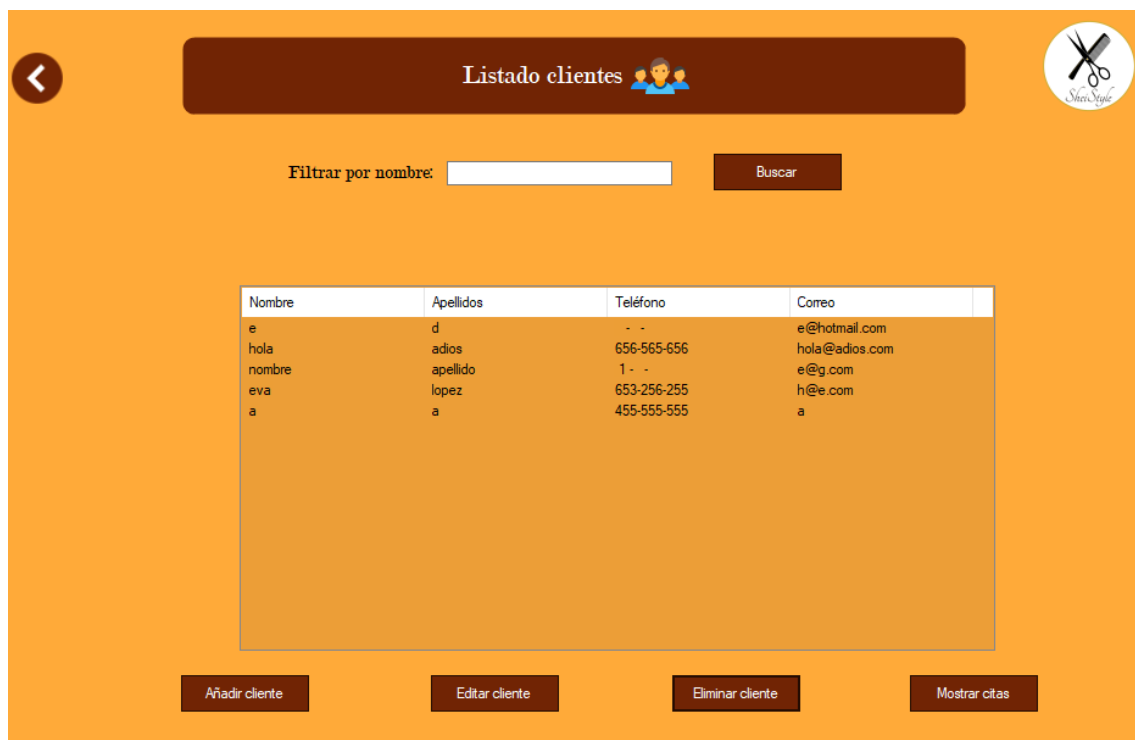 Listado clientes
SheiStyle
Filtrar por nombre:
Buscar
Nombre Apellidos Teléfono Correo
e d - - e@hotmail.com
hola adios 656-565-656 hola@adios.com
nombre apellido 1- - e@g.com
eva lopez 653-256-255 h@e.com
a a 455-555-555 a
Añadir cliente Editar cliente Eliminar cliente Mostrar citas